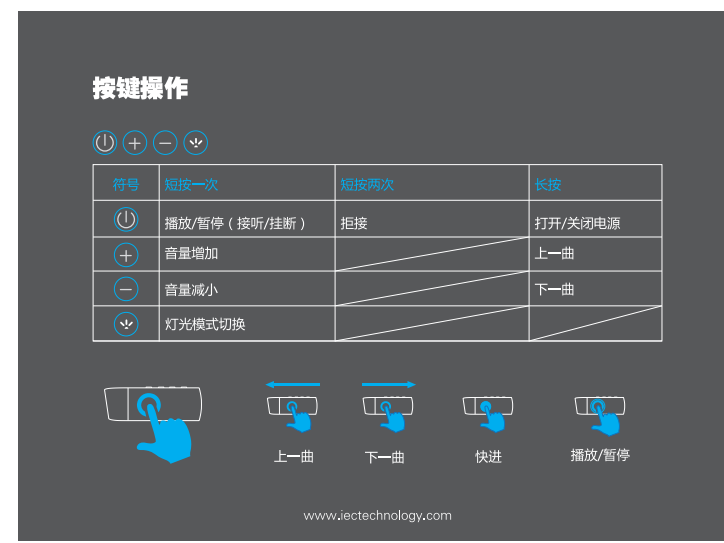 按键操作
符号 短按一次 短按两次 长按
播放/暂停（接听/挂断） 拒接 打开/关闭电源
音量增加 上一曲
音量减小 下一曲
灯光模式切换
上一曲 下一曲 快进 播放/暂停
www.iectechnology.com